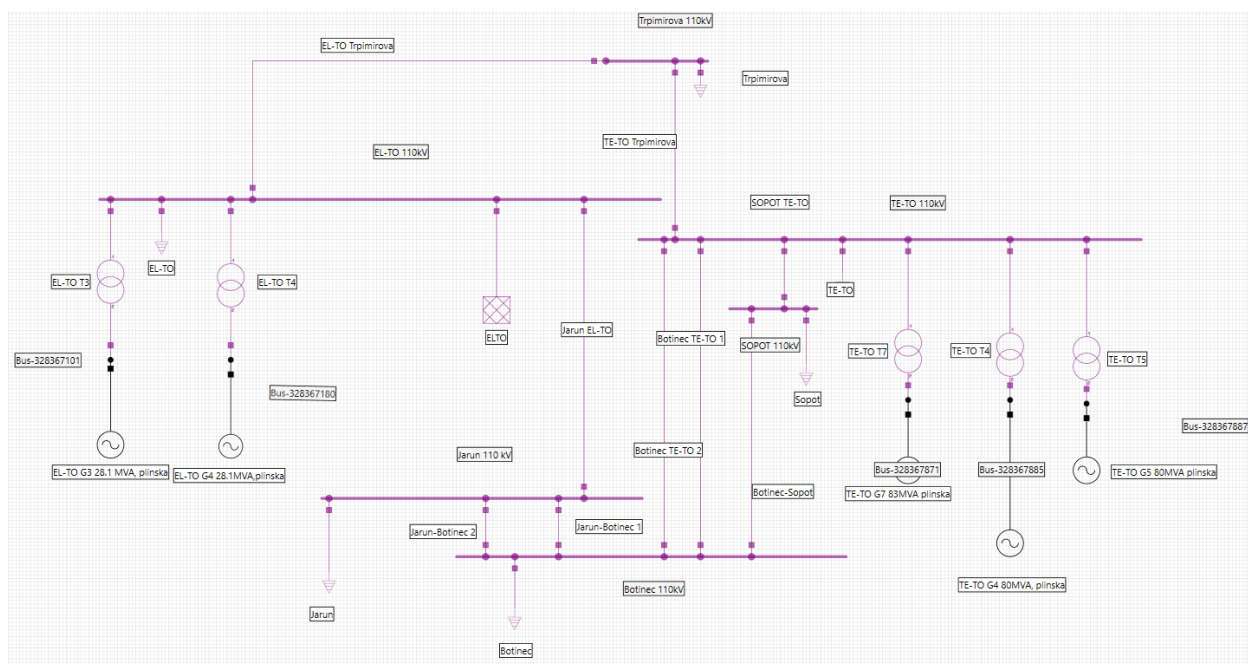 Trpimirova 110kV
EL-TO Trpimirova
Trpimirova
TE-TO Trpimirova
EL-TO 110kV
SOPOT TE-TO
TE-TO 110kV
EL-TO
EL-TO T3
EL-TO T4
TE-TO
Jarun EL-TO
ELTO
Botinec TE-TO 1
SOPOT 110kV
TE-TO T7
TE-TO T4
TE-TO T5
Bus-328367101
Bus-328367180
Sopot
Bus-328367887
Jarun 110 kV
Botinec TE-TO 2
EL-TO G3 28.1 MVA, plinska
EL-TO G4 28.1MVA,plinska
Bus-328367871
Bus-328367885
TE-TO G5 80MVA plinska
Botinec-Sopot
TE-TO G7 83MVA plinska
Jarun-Botinec 2
Jarun-Botinec 1
Botinec 110kV
TE-TO G4 80MVA, plinska
Jarun
Botinec